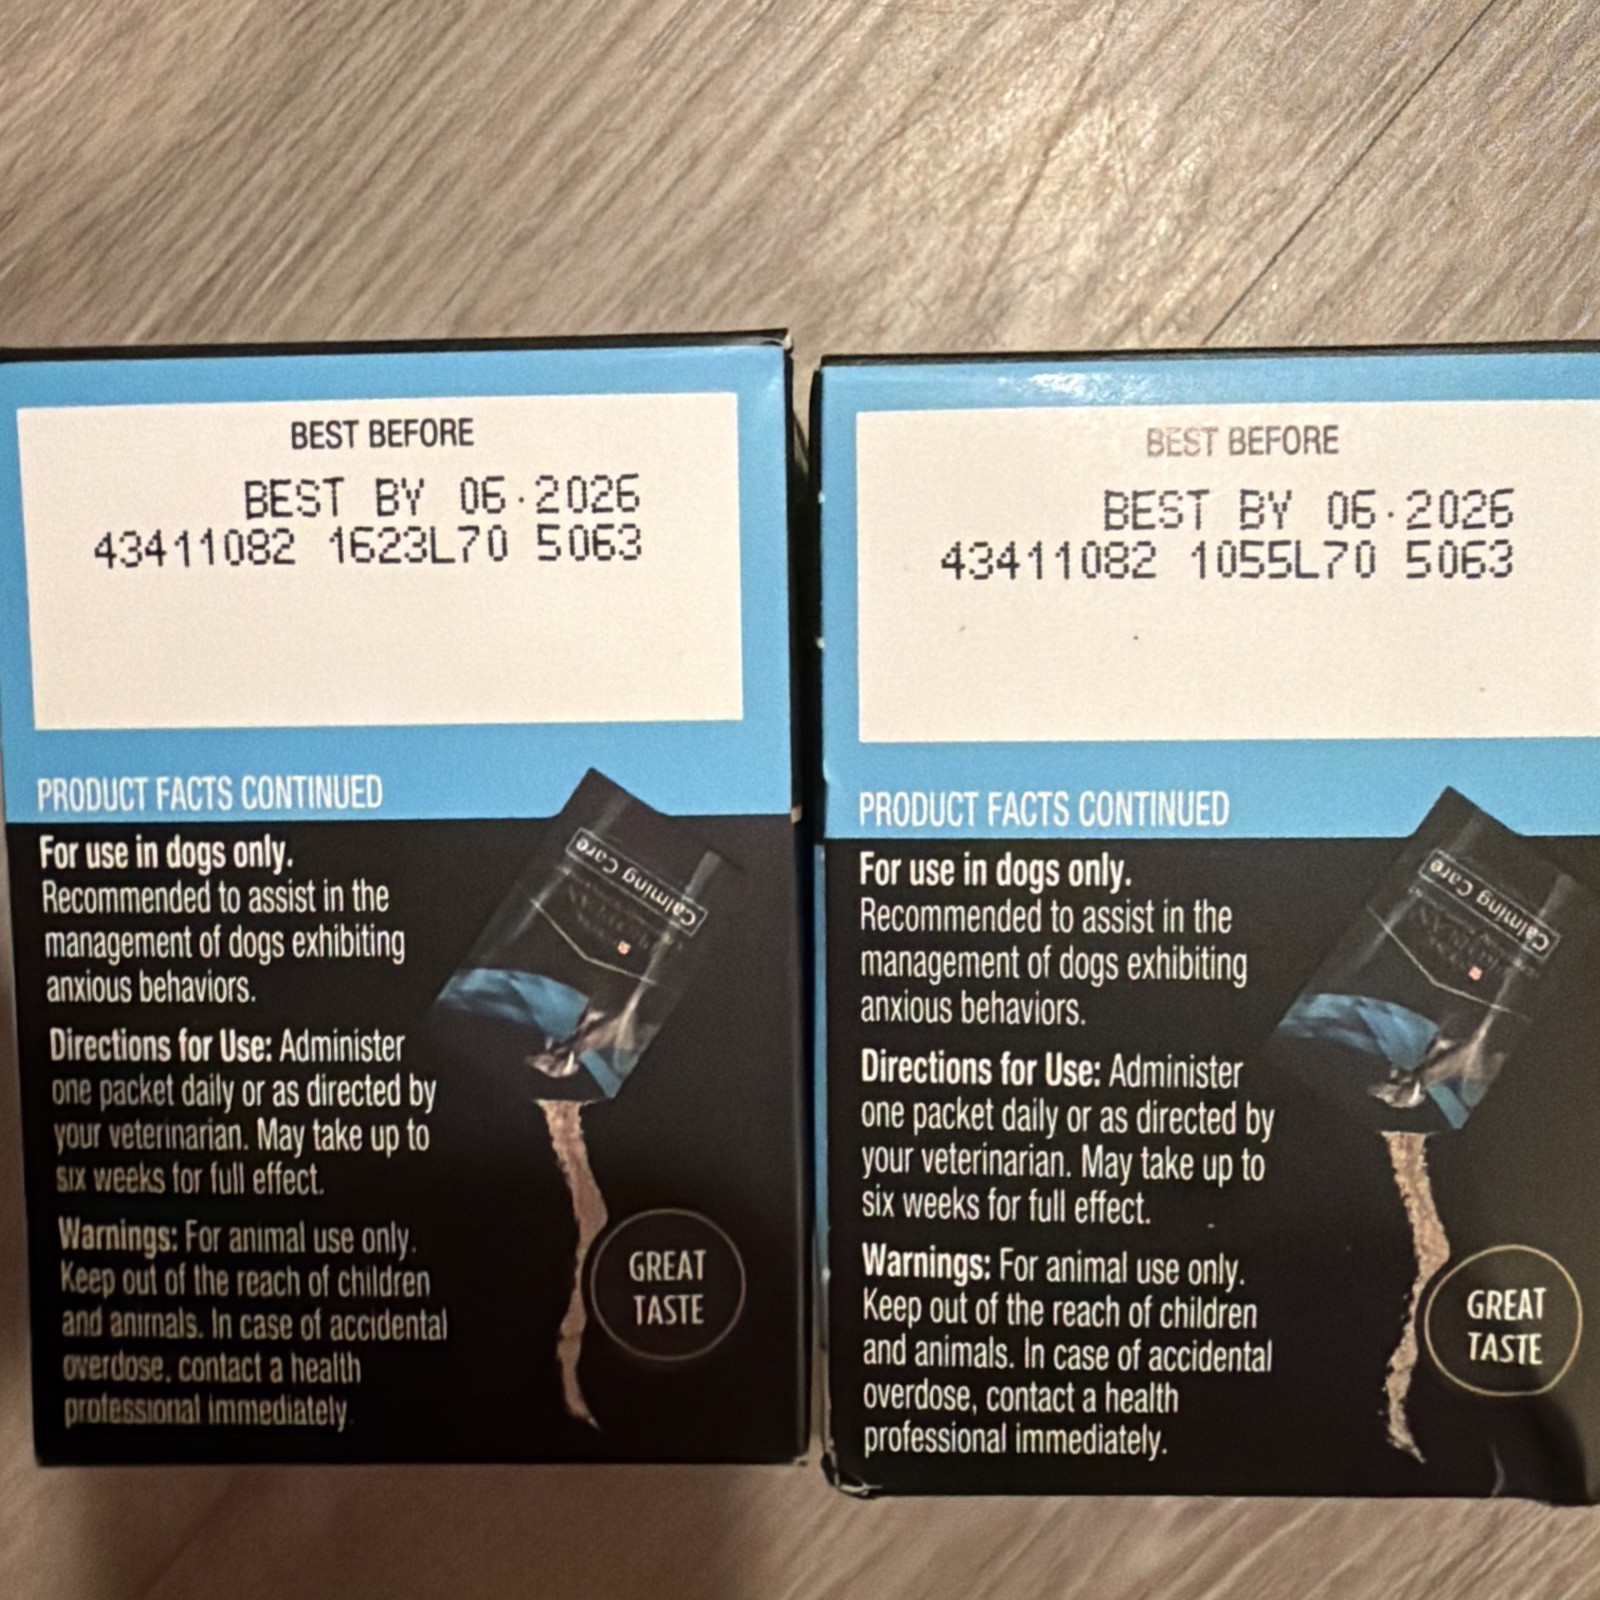 BEST BEFORE
BEST BY 06·2026
43411082 1623L70 5063
PRODUCT FACTS CONTINUED
For use in dogs only.
Recommended to assist in the
management of dogs exhibiting
anxious behaviors.
Directions for Use: Administer
one packet daily or as directed by
your veterinarian. May take up to
six weeks for full effect.
Warnings: For animal use only.
Keep out of the reach of children
and animals. In case of accidental
overdose, contact a health
professional immediately.
Calming Care
GREAT
TASTE
BEST BEFORE
BEST BY 06·2026
43411082 1055L70 5063
PRODUCT FACTS CONTINUED
For use in dogs only.
Recommended to assist in the
management of dogs exhibiting
anxious behaviors.
Directions for Use: Administer
one packet daily or as directed by
your veterinarian. May take up to
six weeks for full effect.
Warnings: For animal use only.
Keep out of the reach of children
and animals. In case of accidental
overdose, contact a health
professional immediately.
Calming Care
GREAT
TASTE